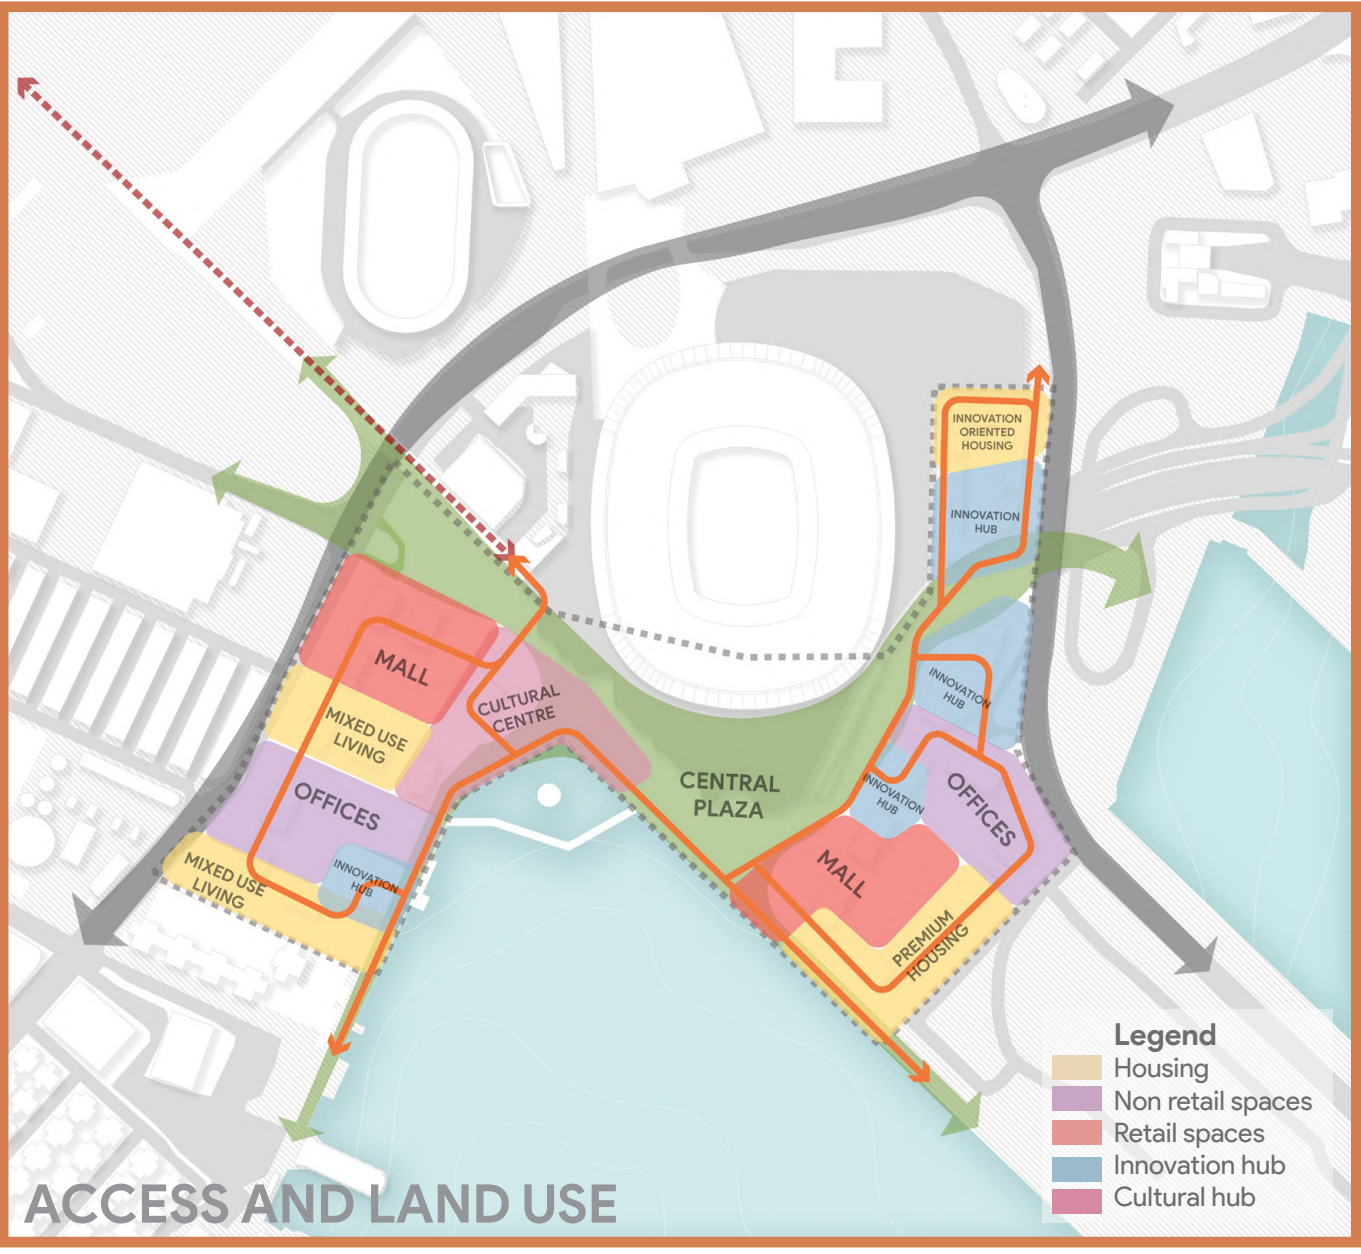 INNOVATION
ORIENTED
HOUSING
INNOVATION
HUB
MALL
CULTURAL
CENTRE
INNOVATION
HUB
MIXED USE
LIVING
CENTRAL
PLAZA
OFFICES
INNOVATION
HUB
OFFICES
MIXED USE
LIVING
INNOVATION
HUB
MALL
PREMIUM
HOUSING
Legend
Housing
Non retail spaces
Retail spaces
Innovation hub
Cultural hub
ACCESS AND LAND USE